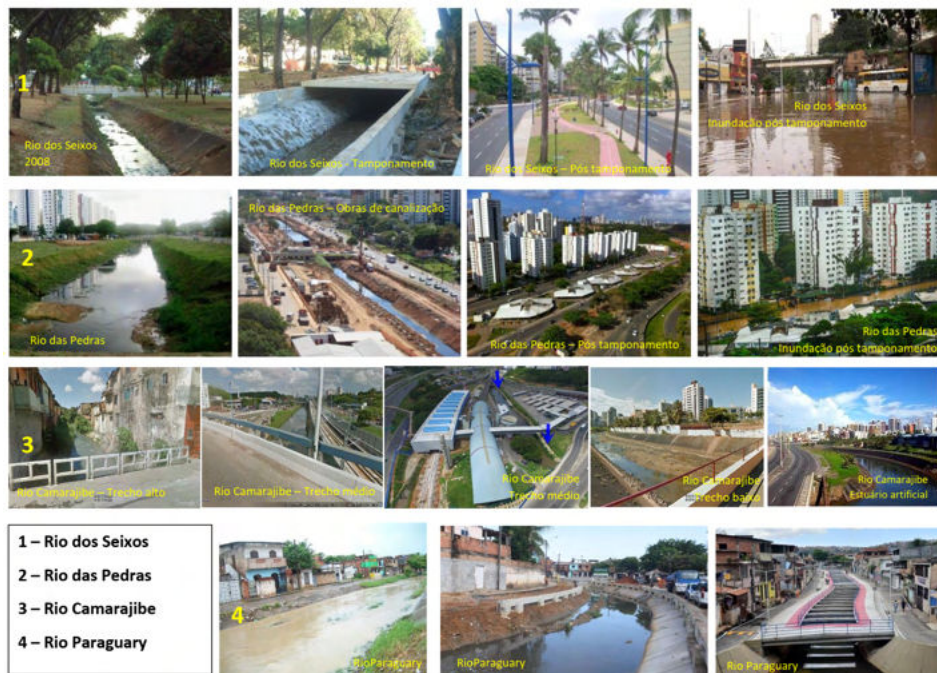 1
Rio dos Seixos
2008
Rio dos Seixos - Tamponamento
Rio dos Seixos – Pós tamponamento
Rio dos Seixos
Inundação pós tamponamento
2
Rio das Pedras
Rio das Pedras – Obras de canalização
Rio das Pedras – Pós tamponamento
Rio das Pedras
Inundação pós tamponamento
3
Rio Camarajibe – Trecho alto
Rio Camarajibe – Trecho médio
Rio Camarajibe
Trecho médio
Rio Camarajibe
Trecho baixo
Rio Camarajibe
Estuário artificial
1 – Rio dos Seixos
2 – Rio das Pedras
3 – Rio Camarajibe
4 – Rio Paraguary
4
RioParaguary
RioParaguary
Rio Paraguary